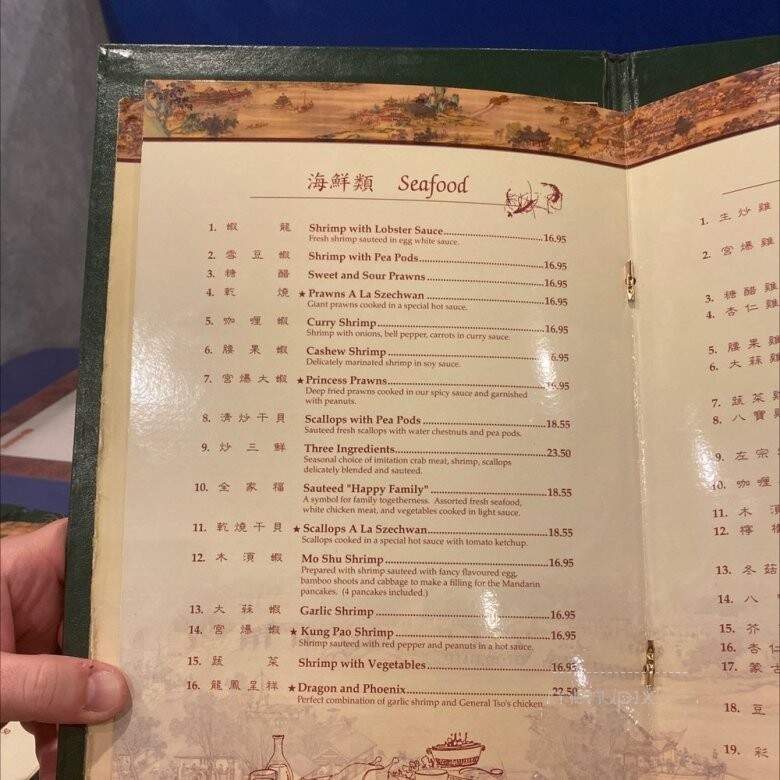 海鮮類 Seafood
1. 蝦 龍 Shrimp with Lobster Sauce 16.95
Fresh shrimp sauteed in egg white sauce.
2. 雪豆蝦 Shrimp with Pea Pods 16.95
3. 糖 醋 Sweet and Sour Prawns 16.95
4. 乾 燒 ★ Prawns A La Szechwan 16.95
Giant prawns cooked in a special hot sauce.
5. 咖喱蝦 Curry Shrimp 16.95
Shrimp with onions, bell pepper, carrots in curry sauce.
6. 腰果蝦 Cashew Shrimp 6.95
Delicately marinated shrimp in soy sauce.
7. 宮爆大蝦 ★ Princess Prawns 16.95
Deep fried prawns cooked in our spicy sauce and garnished
with peanuts.
8. 清炒干貝 Scallops with Pea Pods 18.55
Sauteed fresh scallops with water chestnuts and pea pods.
9. 炒三鮮 Three Ingredients 23.50
Seasonal choice of imitation crab meat, shrimp, scallops
delicately blended and sauteed.
10. 全家福 Sauteed "Happy Family" 18.55
A symbol for family togetherness. Assorted fresh seafood,
white chicken meat, and vegetables cooked in light sauce.
11. 乾燒干貝 ★ Scallops A La Szechwan 18.55
Scallops cooked in a special hot sauce with tomato ketchup.
12. 木須蝦 Mo Shu Shrimp 16.95
Prepared with shrimp sauteed with fancy flavoured egg,
bamboo shoots and cabbage to make a filling for the Mandarin
pancakes. (4 pancakes included.)
13. 大蒜蝦 Garlic Shrimp 16.95
14. 宮爆蝦 ★ Kung Pao Shrimp 16.95
Shrimp sauteed with red pepper and peanuts in a hot sauce.
15. 蔬 菜 Shrimp with Vegetables 16.95
16. 龍鳳呈祥 ★ Dragon and Phoenix 22.50
Perfect combination of garlic shrimp and General Tso's chicken.
1. 生炒雞
2. 宮爆雞
3. 糖醋雞
4. 杏仁雞
5. 腰果雞
6. 大蒜雞
7. 蔬菜
8. 八寶
9. 左宗
10. 咖喱
11. 木
12. 檸
13. 冬菇
14. 八
15. 芥
16. 杏仁
17. 蒙古
18. 豆
19. 彩